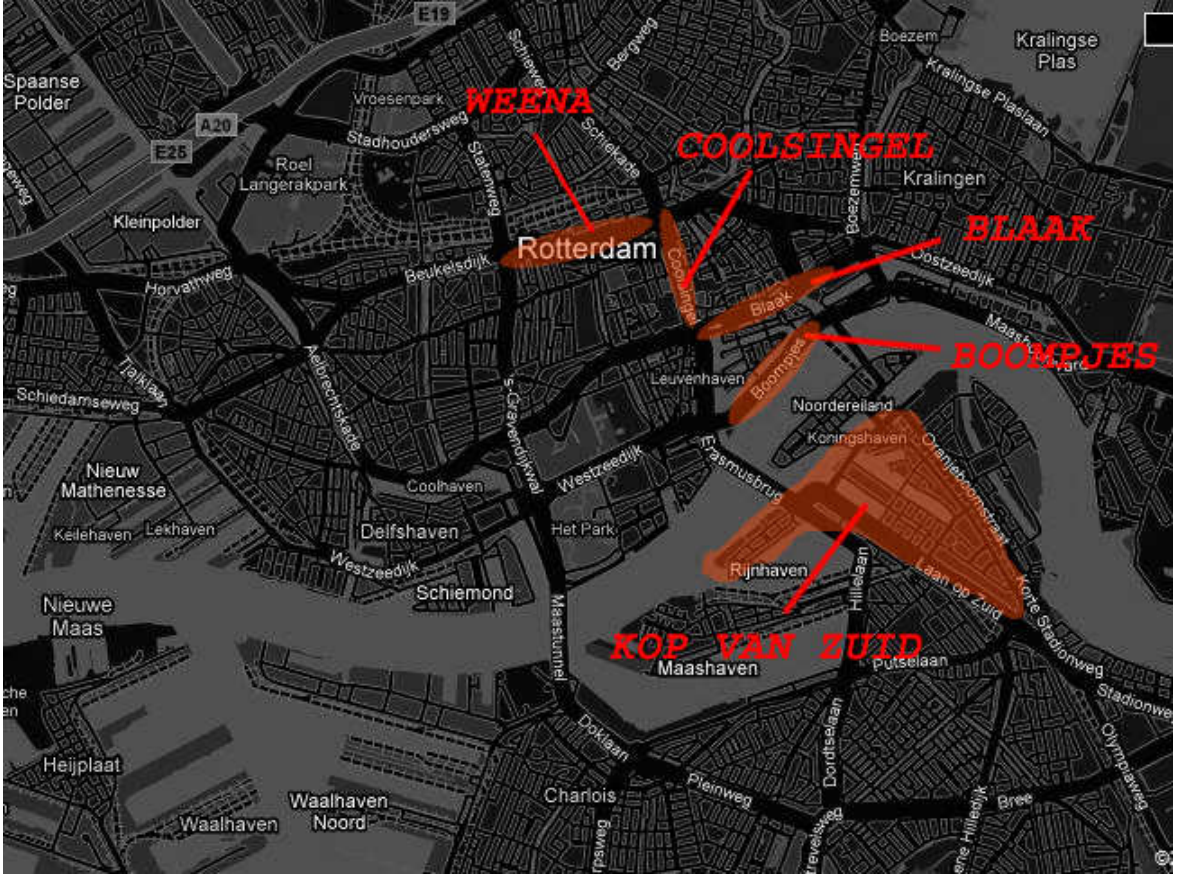 E19
Boezem
Kralingse
Plas
Schiekade
Bergweg
Spaanse
Polder
Vroesenpark
WEENA
Kralingse Plaslaan
A20
E25
Stadhoudersweg
Statenweg
COOLSINGEL
Roel
Langerakpark
Kralingen
Kleinpolder
Rotterdam
BLAAK
Beukelsdijk
Coolsingel
Oostzeedijk
Horvathweg
Blaak
Tjalklaan
Aelbrechtskade
BOOMPJES
Boompjes
Leuvenhaven
Schiedamseweg
's-Gravendijkwal
Noordereiland
Koningshaven
Oranjeboomstraat
Erasmusbrug
Westzeedijk
Nieuw
Mathenesse
Coolhaven
Keilehaven
Lekhaven
Delfshaven
Het Park
Westzeedijk
Rijnhaven
Hillelaan
Laan op Zuid
Schiemond
Korte Stadionweg
Nieuwe
Maas
Maastunnel
KOP VAN ZUID
Maashaven
Putselaan
Stadionweg
Doklaan
Dordtselaan
Olympiaweg
Heijplaat
Pleinweg
Charlois
Bree
Waalhaven
Noord
Waalhaven